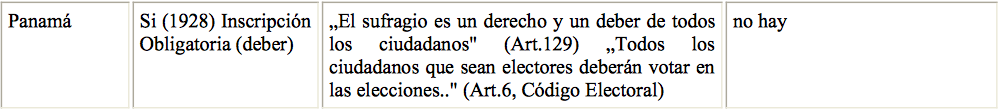 Panamá
Si (1928) Inscripción
Obligatoria (deber)
„El sufragio es un derecho y un deber de todos
los ciudadanos" (Art.129) „Todos los
ciudadanos que sean electores deberán votar en
las elecciones.." (Art.6, Código Electoral)
no hay